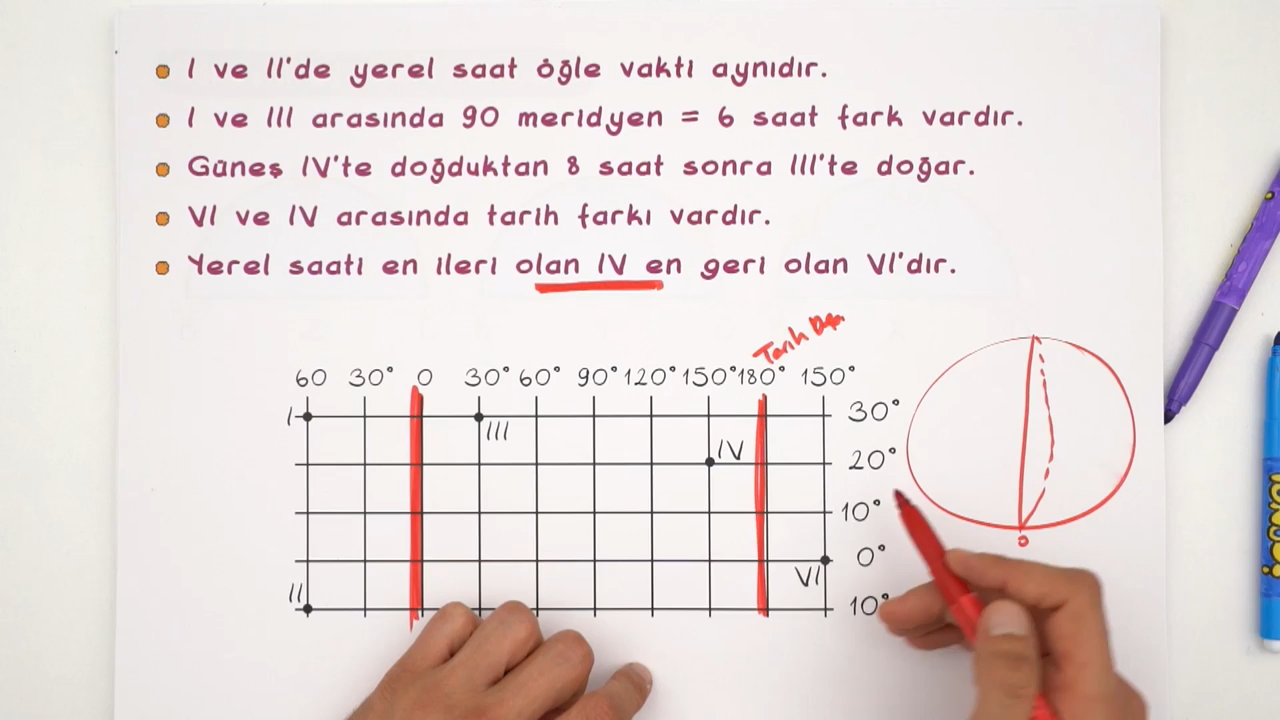 I ve II'de yerel saat öğle vakti aynıdır.
I ve III arasında 90 meridyen = 6 saat fark vardır.
Güneş IV'te doğduktan 8 saat sonra III'te doğar.
VI ve IV arasında tarih farkı vardır.
Yerel saati en ileri olan IV en geri olan VI'dır.
Tarih
60 30° 0 30° 60° 90° 120° 150° 180° 150°
I 30°
III
IV 20°
10°
0°
VI
II 10°
0